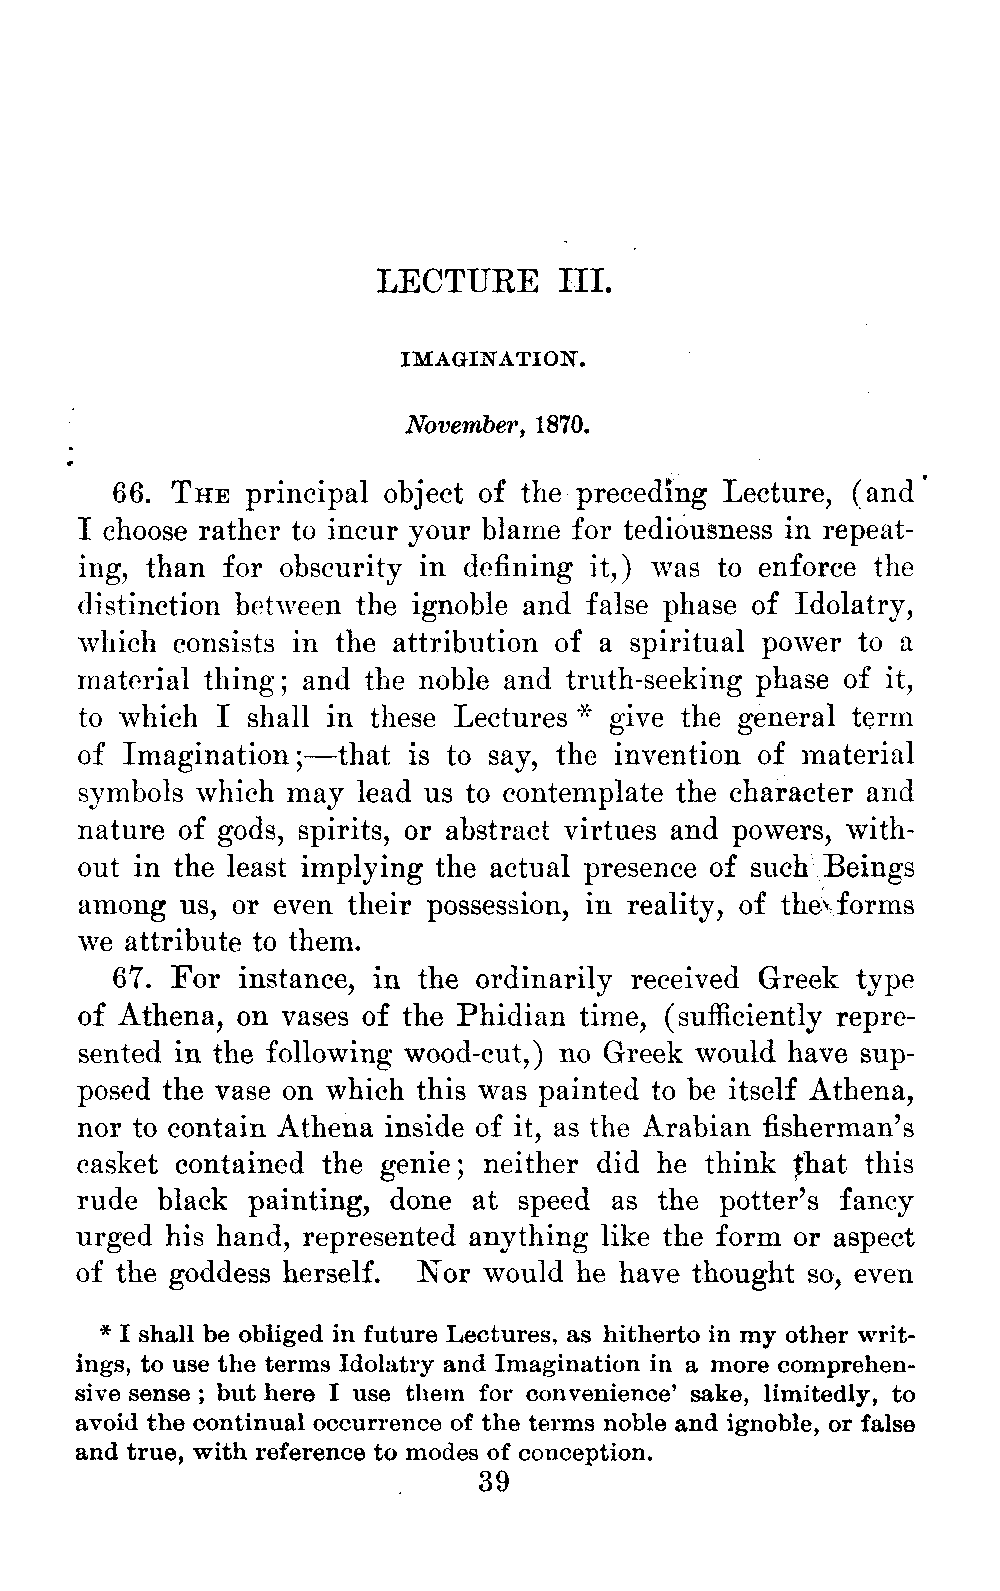 LECTURE III.
IMAGINATION.
November, 1870.
66. THE principal object of the preceding Lecture, (and
I choose rather to incur your blame for tediousness in repeat-
ing, than for obscurity in defining it,) was to enforce the
distinction between the ignoble and false phase of Idolatry,
which consists in the attribution of a spiritual power to a
material thing; and the noble and truth-seeking phase of it,
to which I shall in these Lectures * give the general term
of Imagination;—that is to say, the invention of material
symbols which may lead us to contemplate the character and
nature of gods, spirits, or abstract virtues and powers, with-
out in the least implying the actual presence of such Beings
among us, or even their possession, in reality, of the forms
we attribute to them.
67. For instance, in the ordinarily received Greek type
of Athena, on vases of the Phidian time, (sufficiently repre-
sented in the following wood-cut,) no Greek would have sup-
posed the vase on which this was painted to be itself Athena,
nor to contain Athena inside of it, as the Arabian fisherman's
casket contained the genie; neither did he think that this
rude black painting, done at speed as the potter's fancy
urged his hand, represented anything like the form or aspect
of the goddess herself. Nor would he have thought so, even
* I shall be obliged in future Lectures, as hitherto in my other writ-
ings, to use the terms Idolatry and Imagination in a more comprehen-
sive sense; but here I use them for convenience' sake, limitedly, to
avoid the continual occurrence of the terms noble and ignoble, or false
and true, with reference to modes of conception.
39